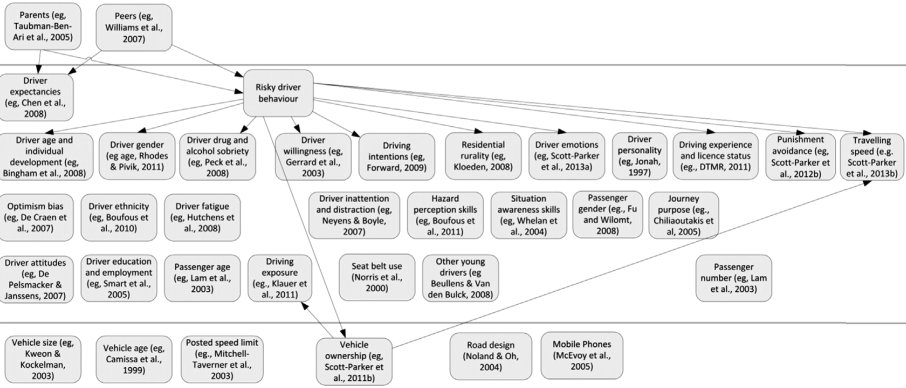 Parents (eg,
Taubman-Ben-
Ari et al., 2005)
Peers (eg,
Williams et al.,
2007)
Driver
expectancies
(eg, Chen et al.,
2008)
Risky driver
behaviour
Driver age and
individual
development (eg,
Bingham et al., 2008)
Driver gender
(eg age, Rhodes
& Pivik, 2011)
Driver drug and
alcohol sobriety
(eg, Peck et al.,
2008)
Driver
willingness (eg,
Gerrard et al.,
2003)
Driving
intentions (eg,
Forward, 2009)
Residential
rurality (eg,
Kloeden, 2008)
Driver emotions
(eg, Scott-Parker
et al., 2013a)
Driver
personality
(eg, Jonah,
1997)
Driving experience
and licence status
(eg., DTMR, 2011)
Punishment
avoidance (eg,
Scott-Parker et
al., 2012b)
Travelling
speed (e.g.
Scott-Parker
et al., 2013b)
Optimism bias
(eg, De Craen et
al., 2007)
Driver ethnicity
(eg, Boufous et
al., 2010)
Driver fatigue
(eg, Hutchens et
al., 2008)
Driver inattention
and distraction (eg,
Neyens & Boyle,
2007)
Hazard
perception skills
(eg., Boufous et
al., 2011)
Situation
awareness skills
(eg, Whelan et
al., 2004)
Passenger
gender (eg., Fu
and Wilomt,
2008)
Journey
purpose (eg.,
Chiliaoutakis et
al, 2005)
Driver attitudes
(eg, De
Pelsmacker &
Janssens, 2007)
Driver education
and employment
(eg, Smart et al.,
2005)
Passenger age
(eg, Lam et al.,
2003)
Driving
exposure
(eg., Klauer et
al., 2011)
Seat belt use
(Norris et al.,
2000)
Other young
drivers (eg
Beullens & Van
den Bulck, 2008)
Passenger
number (eg, Lam
et al., 2003)
Vehicle size (eg,
Kweon &
Kockelman,
2003)
Vehicle age (eg,
Camissa et al.,
1999)
Posted speed limit
(eg., Mitchell-
Taverner et al.,
2003)
Vehicle
ownership (eg,
Scott-Parker et
al., 2011b)
Road design
(Noland & Oh,
2004)
Mobile Phones
(McEvoy et al.,
2005)